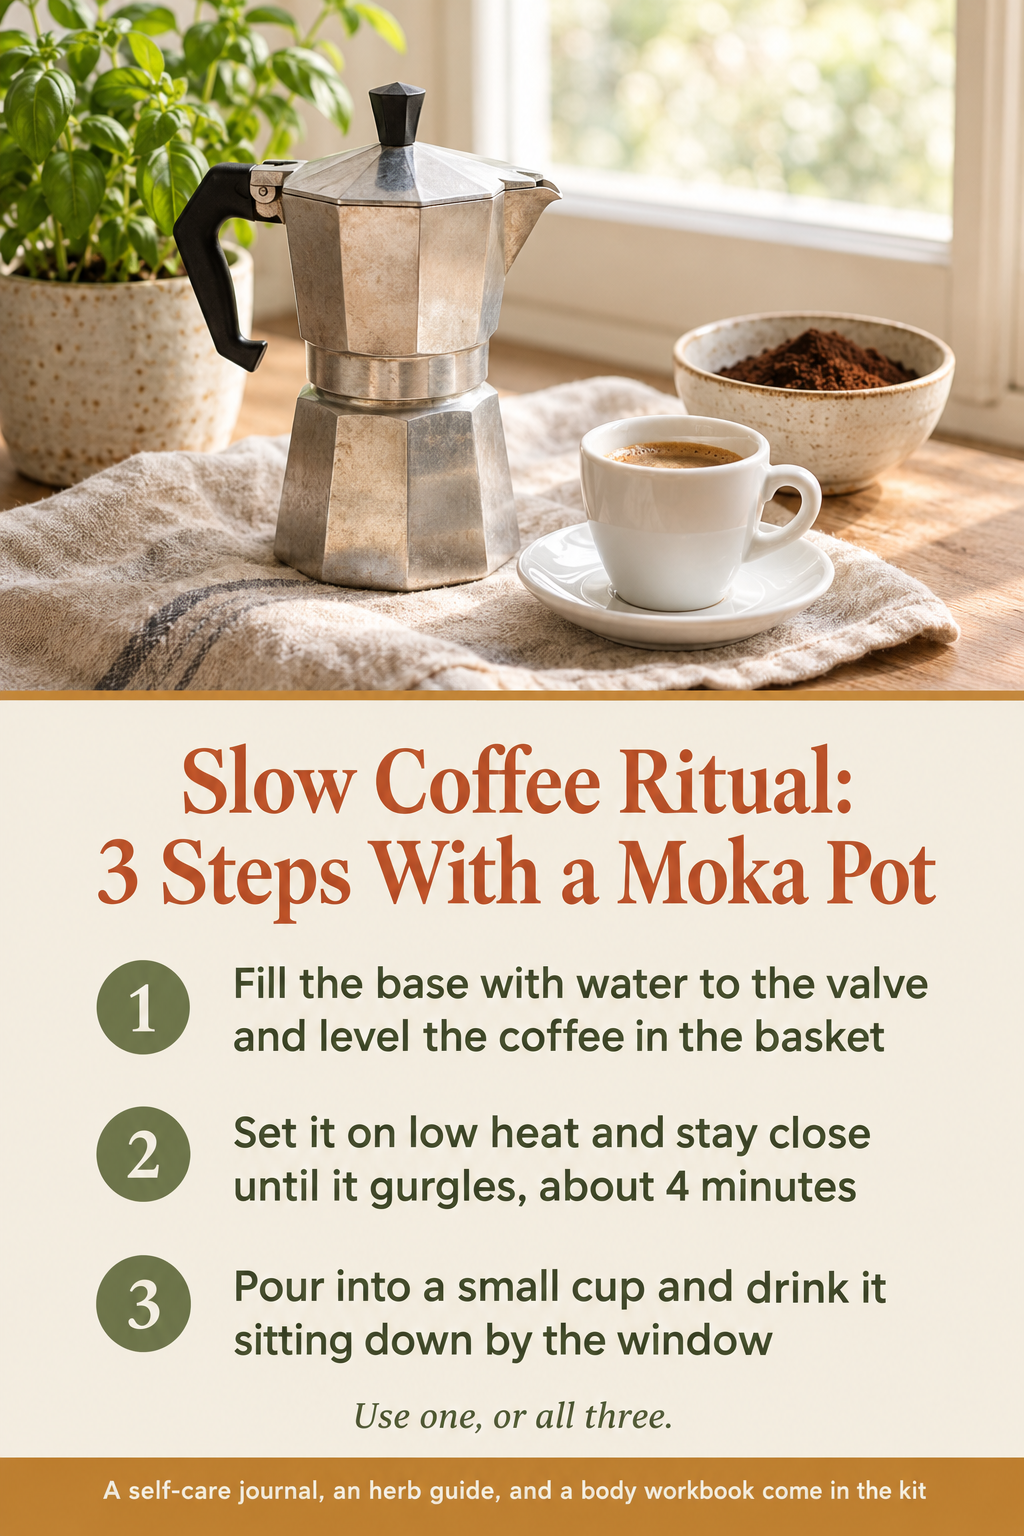 Slow Coffee Ritual:
3 Steps With a Moka Pot
1
Fill the base with water to the valve
and level the coffee in the basket
2
Set it on low heat and stay close
until it gurgles, about 4 minutes
3
Pour into a small cup and drink it
sitting down by the window
Use one, or all three.
A self-care journal, an herb guide, and a body workbook come in the kit